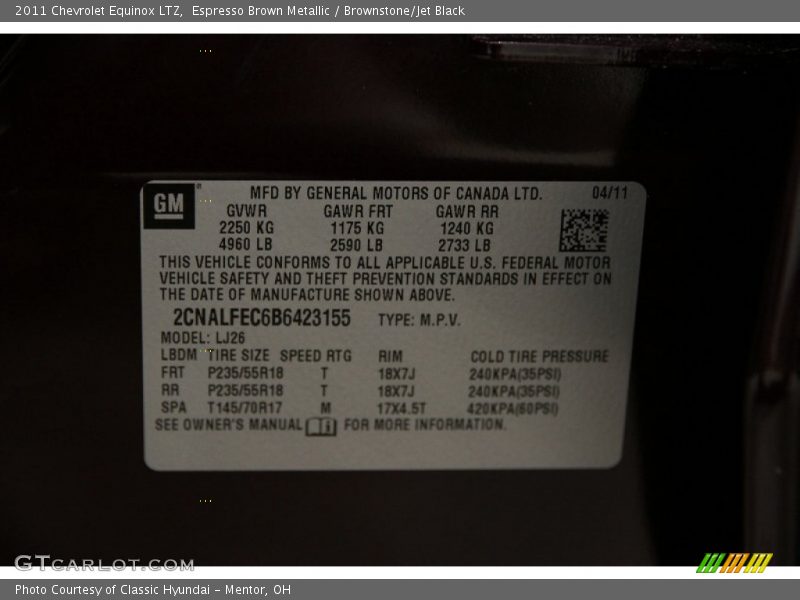 2011 Chevrolet Equinox LTZ, Espresso Brown Metallic / Brownstone/Jet Black
GM ® MFD BY GENERAL MOTORS OF CANADA LTD. 04/11
GVWR GAWR FRT GAWR RR
2250 KG 1175 KG 1240 KG
4960 LB 2590 LB 2733 LB
THIS VEHICLE CONFORMS TO ALL APPLICABLE U.S. FEDERAL MOTOR
VEHICLE SAFETY AND THEFT PREVENTION STANDARDS IN EFFECT ON
THE DATE OF MANUFACTURE SHOWN ABOVE.
2CNALFEC6B6423155 TYPE: M.P.V.
MODEL: LJ26
LBDM TIRE SIZE SPEED RTG RIM COLD TIRE PRESSURE
FRT P235/55R18 T 18X7J 240KPA(35PSI)
RR P235/55R18 T 18X7J 240KPA(35PSI)
SPA T145/70R17 M 17X4.5T 420KPA(60PSI)
SEE OWNER'S MANUAL FOR MORE INFORMATION.
GTCARLOT.COM
Photo Courtesy of Classic Hyundai - Mentor, OH